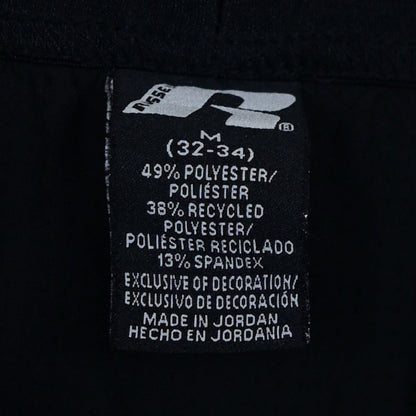 RUSSELL
R®
M
(32-34)
49% POLYESTER/
POLIÉSTER
38% RECYCLED
POLYESTER/
POLIÉSTER RECICLADO
13% SPANDEX
EXCLUSIVE OF DECORATION/
EXCLUSIVO DE DECORACIÓN
MADE IN JORDAN
HECHO EN JORDANIA